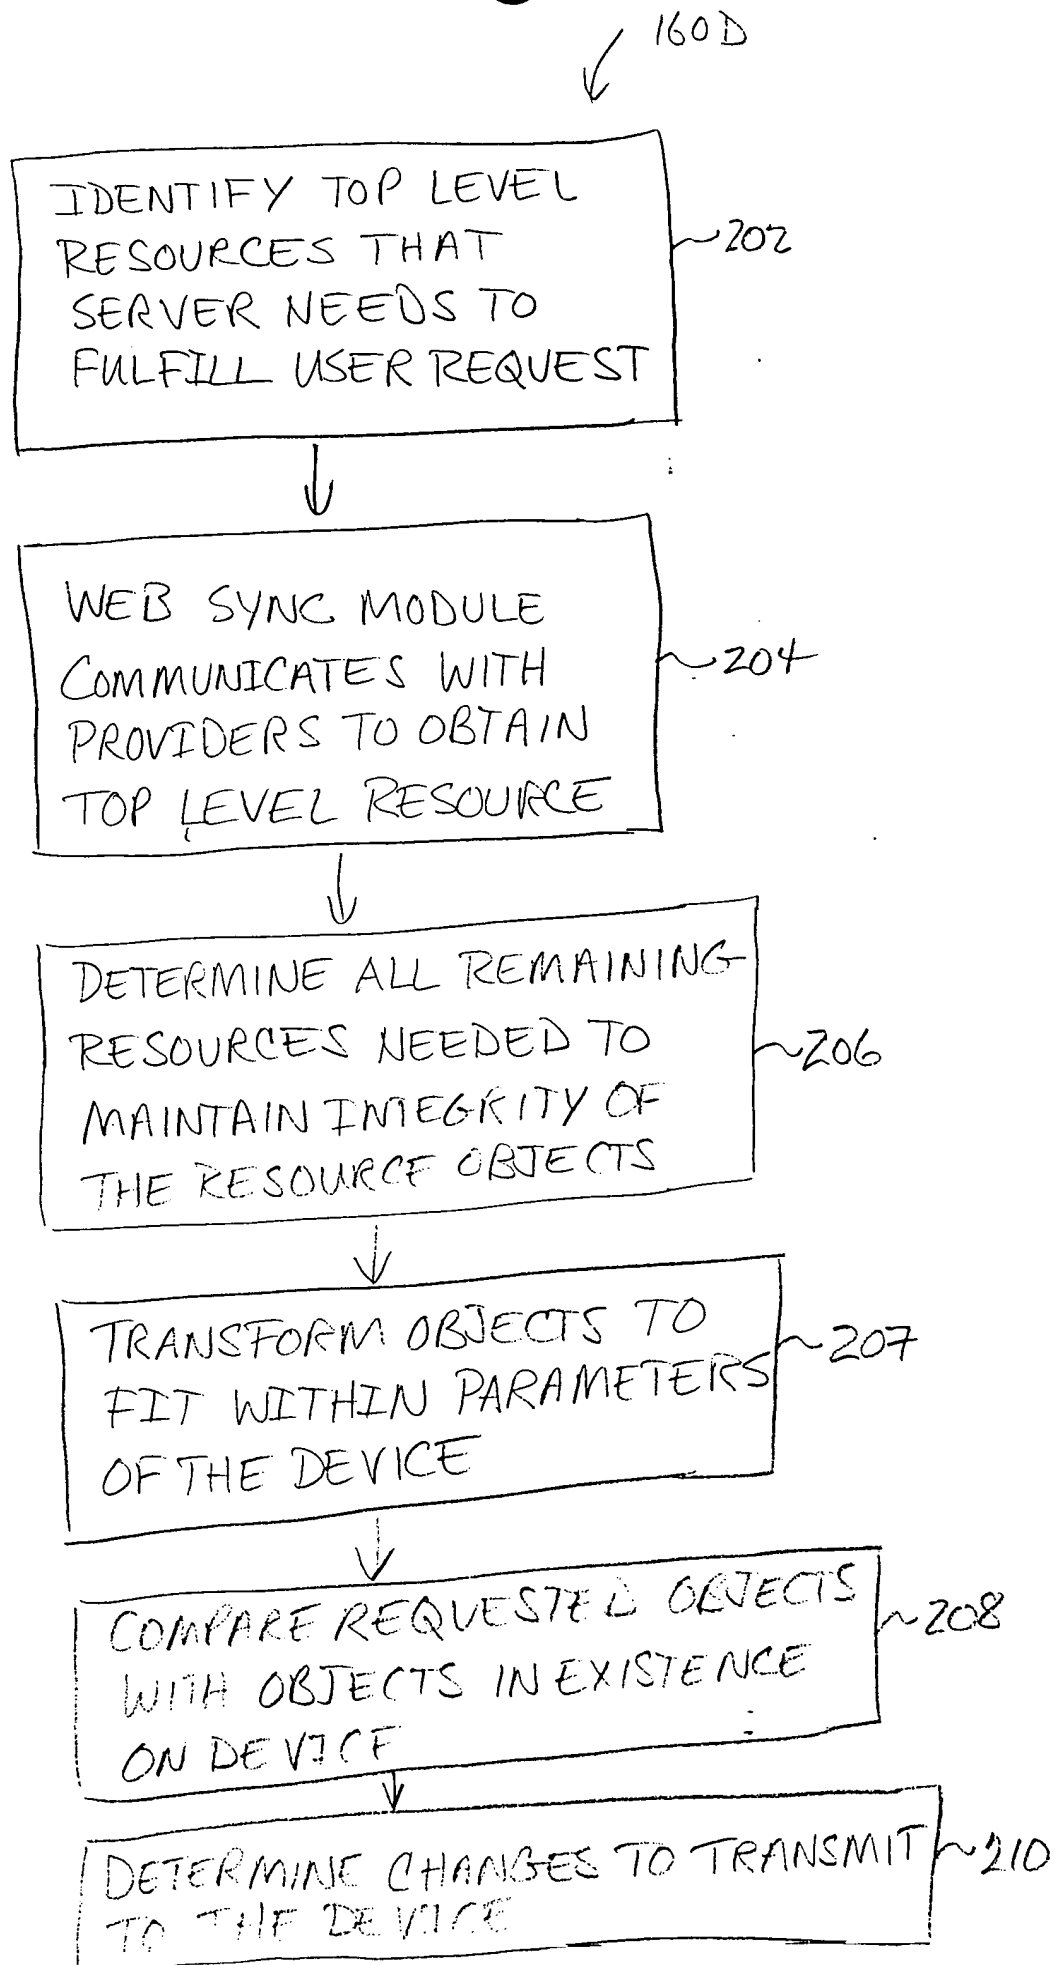 160D
IDENTIFY TOP LEVEL
RESOURCES THAT
SERVER NEEDS TO
FULFILL USER REQUEST
202
WEB SYNC MODULE
COMMUNICATES WITH
PROVIDERS TO OBTAIN
TOP LEVEL RESOURCE
204
DETERMINE ALL REMAINING
RESOURCES NEEDED TO
MAINTAIN INTEGRITY OF
THE RESOURCE OBJECTS
206
TRANSFORM OBJECTS TO
FIT WITHIN PARAMETERS
OF THE DEVICE
207
COMPARE REQUESTED OBJECTS
WITH OBJECTS IN EXISTENCE
ON DEVICE
208
DETERMINE CHANGES TO TRANSMIT
TO THE DEVICE
210